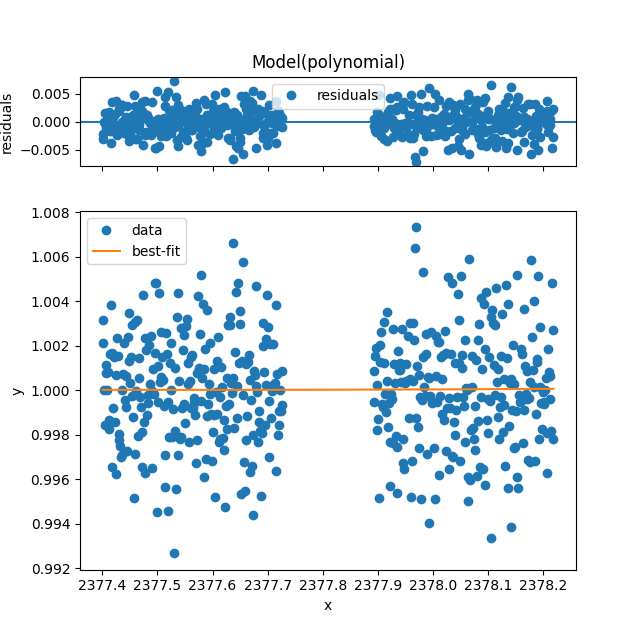 Model(polynomial)
residuals
0.005
0.000
−0.005
residuals
1.008
1.006
1.004
1.002
1.000
0.998
0.996
0.994
0.992
y
data
best-fit
2377.4 2377.5 2377.6 2377.7 2377.8 2377.9 2378.0 2378.1 2378.2
x